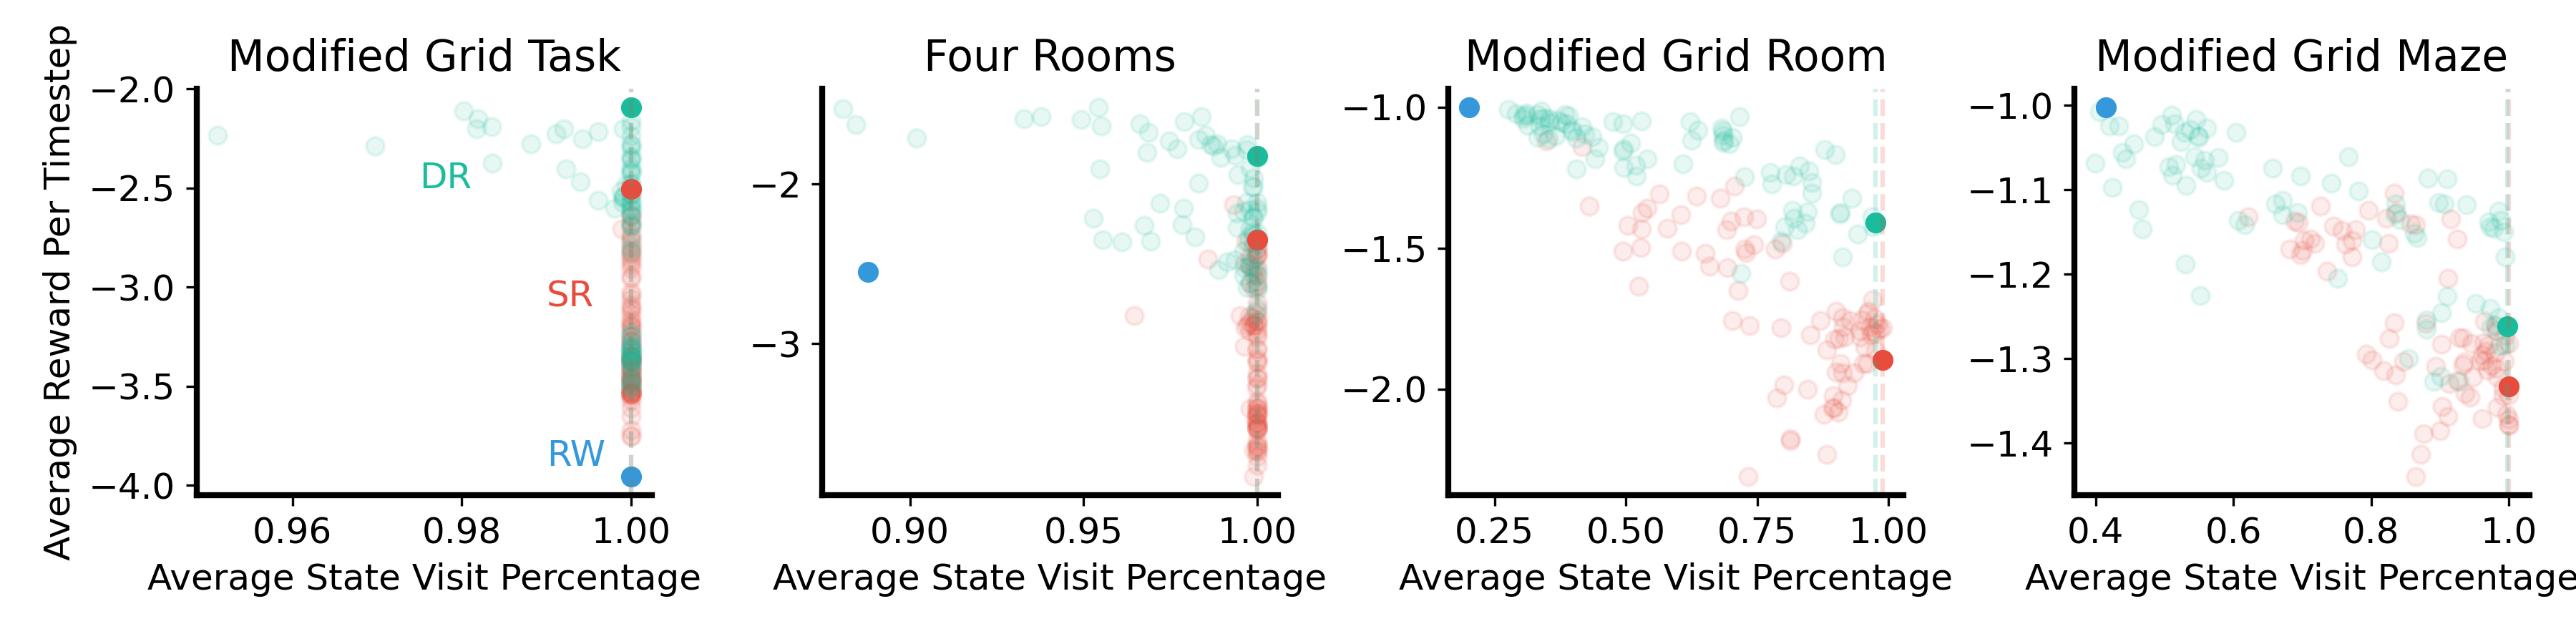 Modified Grid Task
Average Reward Per Timestep
−2.0
−2.5
−3.0
−3.5
−4.0
DR
SR
RW
0.96
0.98
1.00
Average State Visit Percentage
Four Rooms
−2
−3
0.90
0.95
1.00
Average State Visit Percentage
Modified Grid Room
−1.0
−1.5
−2.0
0.25
0.50
0.75
1.00
Average State Visit Percentage
Modified Grid Maze
−1.0
−1.1
−1.2
−1.3
−1.4
0.4
0.6
0.8
1.0
Average State Visit Percentage